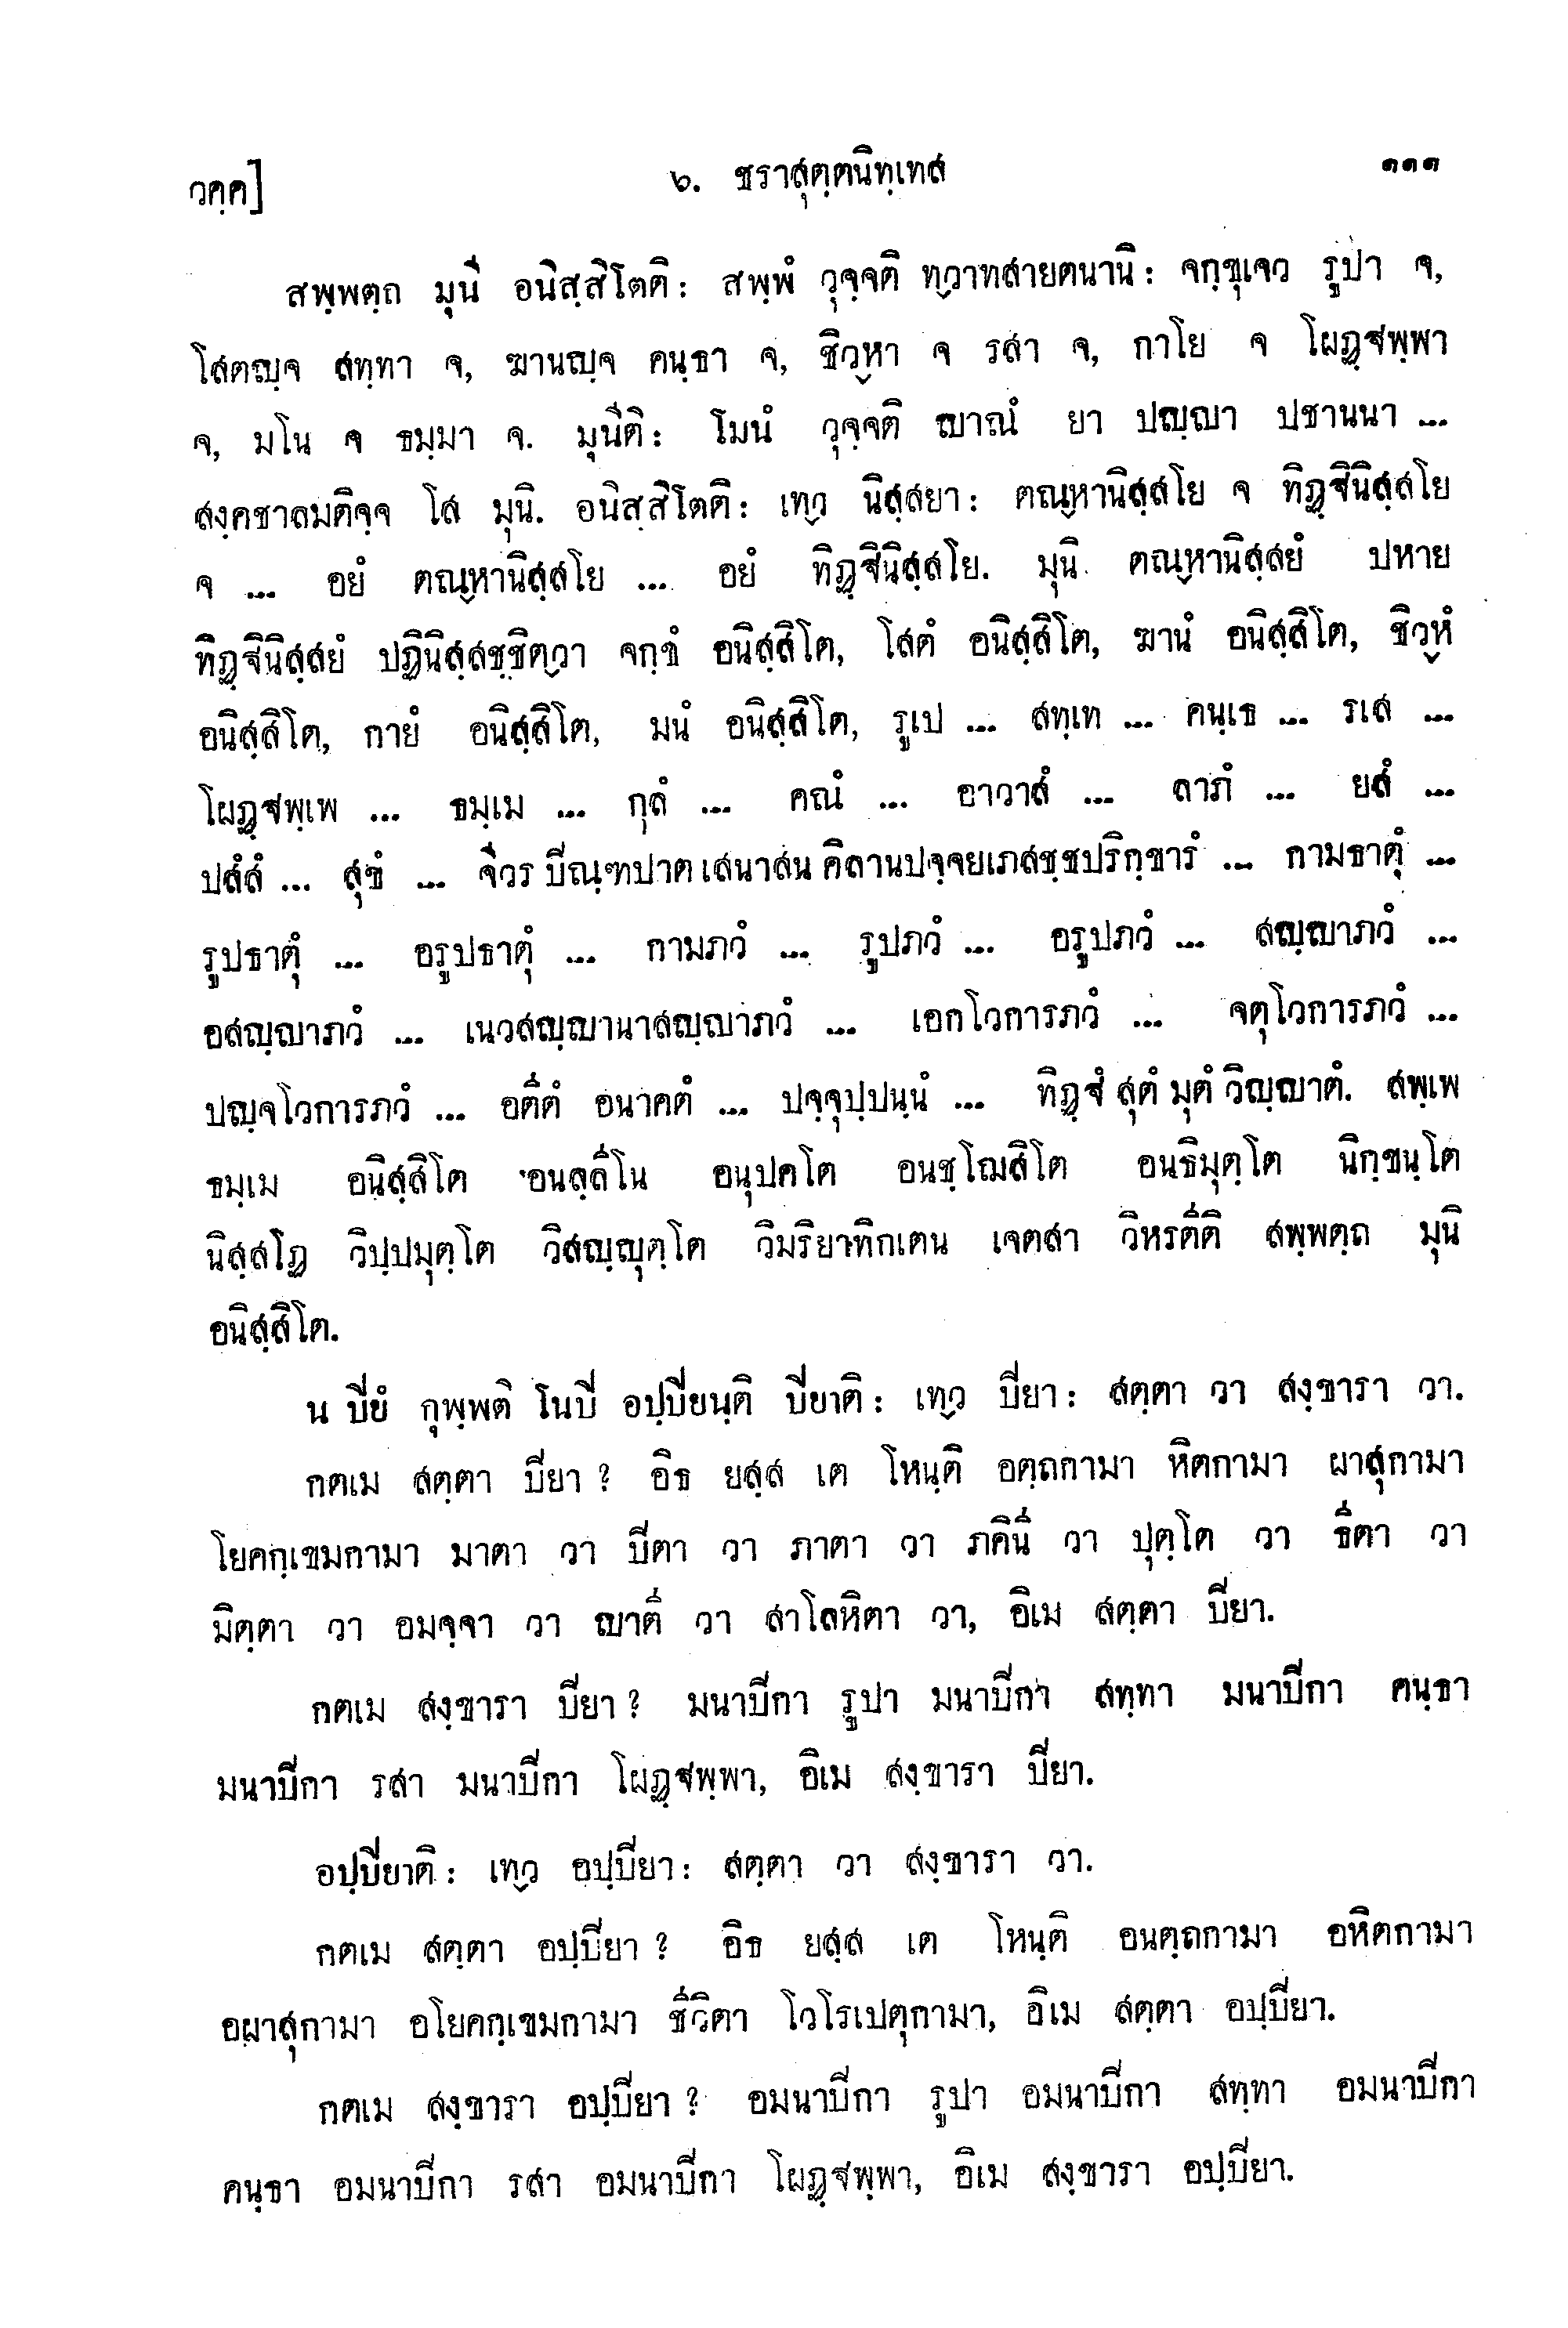 วคฺค]
๖. ชราสุตฺตนิทฺเทส
๑๑๑
สพฺพตฺถ มุนี อนิสฺสิโตติ: สพฺพํ วุจฺจติ ทฺวาทสายตนานิ: จกฺขุเจว รูปา จ,
โสตญฺจ สทฺทา จ, ฆานญฺจ คนฺธา จ, ชิวฺหา จ รสา จ, กาโย จ โผฏฺฐพฺพา
จ, มโน จ ธมฺมา จ. มุนีติ: โมนํ วุจฺจติ ญาณํ ยา ปญฺญา ปชานนา ...
สงฺคชาลมติจฺจ โส มุนิ. อนิสฺสิโตติ: เทฺว นิสฺสยา: ตณฺหานิสฺสโย จ ทิฏฺฐินิสฺสโย
จ ... อยํ ตณฺหานิสฺสโย ... อยํ ทิฏฺฐินิสฺสโย. มุนิ ตณฺหานิสฺสยํ ปหาย
ทิฏฺฐินิสฺสยํ ปฏินิสฺสชฺชิตฺวา จกฺขํ อนิสฺสิโต, โสตํ อนิสฺสิโต, ฆานํ อนิสฺสิโต, ชิวฺหํ
อนิสฺสิโต, กายํ อนิสฺสิโต, มนํ อนิสฺสิโต, รูเป ... สทฺเท ... คนฺเธ ... รเส ...
โผฏฺฐพฺเพ ... ธมฺเม ... กุลํ ... คณํ ... อาวาสํ ... ลาภํ ... ยสํ ...
ปสํสํ ... สุขํ ... จีวร ปิณฺฑปาต เสนาสน คิลานปจฺจยเภสชฺชปริกฺขารํ ... กามธาตุํ ...
รูปธาตุํ ... อรูปธาตุํ ... กามภวํ ... รูปภวํ ... อรูปภวํ ... สญฺญาภวํ ...
อสญฺญาภวํ ... เนวสญฺญานาสญฺญาภวํ ... เอกโวการภวํ ... จตุโวการภวํ ...
ปญฺจโวการภวํ ... อตีตํ อนาคตํ ... ปจฺจุปฺปนฺนํ ... ทิฏฺฐํ สุตํ มุตํ วิญฺญาตํ. สพฺเพ
ธมฺเม อนิสฺสิโต อนลฺลีโน อนุปคโต อนชฺโฌสิโต อนธิมุตฺโต นิกฺขนฺโต
นิสฺสโฏ วิปฺปมุตฺโต วิสญฺญุตฺโต วิมริยาทิกเตน เจตสา วิหรตีติ สพฺพตฺถ มุนิ
อนิสฺสิโต.
น ปิยํ กุพฺพติ โนปิ อปฺปิยนฺติ ปิยาติ: เทฺว ปิยา: สตฺตา วา สงฺขารา วา.
กตเม สตฺตา ปิยา ? อิธ ยสฺส เต โหนฺติ อตฺถกามา หิตกามา ผาสุกามา
โยคกฺเขมกามา มาตา วา ปิตา วา ภาตา วา ภคินี วา ปุตฺโต วา ธีตา วา
มิตฺตา วา อมจฺจา วา ญาตี วา สาโลหิตา วา, อิเม สตฺตา ปิยา.
กตเม สงฺขารา ปิยา ? มนาปิกา รูปา มนาปิกา สทฺทา มนาปิกา คนฺธา
มนาปิกา รสา มนาปิกา โผฏฺฐพฺพา, อิเม สงฺขารา ปิยา.
อปฺปิยาติ: เทฺว อปฺปิยา: สตฺตา วา สงฺขารา วา.
กตเม สตฺตา อปฺปิยา ? อิธ ยสฺส เต โหนฺติ อนตฺถกามา อหิตกามา
อผาสุกามา อโยคกฺเขมกามา ชีวิตา โวโรเปตุกามา, อิเม สตฺตา อปฺปิยา.
กตเม สงฺขารา อปฺปิยา ? อมนาปิกา รูปา อมนาปิกา สทฺทา อมนาปิกา
คนฺธา อมนาปิกา รสา อมนาปิกา โผฏฺฐพฺพา, อิเม สงฺขารา อปฺปิยา.